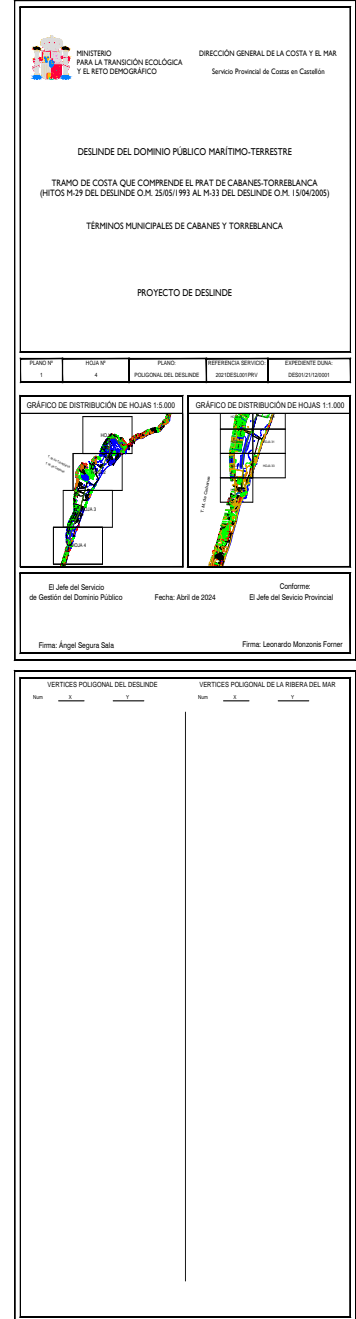 MINISTERIO
PARA LA TRANSICIÓN ECOLÓGICA
Y EL RETO DEMOGRÁFICO
DIRECCIÓN GENERAL DE LA COSTA Y EL MAR
Servicio Provincial de Costas en Castellón
DESLINDE DEL DOMINIO PÚBLICO MARÍTIMO-TERRESTRE
TRAMO DE COSTA QUE COMPRENDE EL PRAT DE CABANES-TORREBLANCA
(HITOS M-29 DEL DESLINDE O.M. 25/05/1993 AL M-33 DEL DESLINDE O.M. 15/04/2005)
TÉRMINOS MUNICIPALES DE CABANES Y TORREBLANCA
PROYECTO DE DESLINDE
PLANO Nº HOJA Nº PLANO: REFERENCIA SERVICIO: EXPEDIENTE DUNA:
1 4 POLIGONAL DEL DESLINDE 2021DESL001PRV DES01/21/12/0001
GRÁFICO DE DISTRIBUCIÓN DE HOJAS 1:5.000
GRÁFICO DE DISTRIBUCIÓN DE HOJAS 1:1.000
HOJA 3
HOJA 4
T. M. de Cabanes
El Jefe del Servicio
de Gestión del Dominio Público
Fecha: Abril de 2024
Conforme:
El Jefe del Sevicio Provincial
Firma: Ángel Segura Sala
Firma: Leonardo Monzonis Forner
VERTICES POLIGONAL DEL DESLINDE
VERTICES POLIGONAL DE LA RIBERA DEL MAR
Num X Y
Num X Y